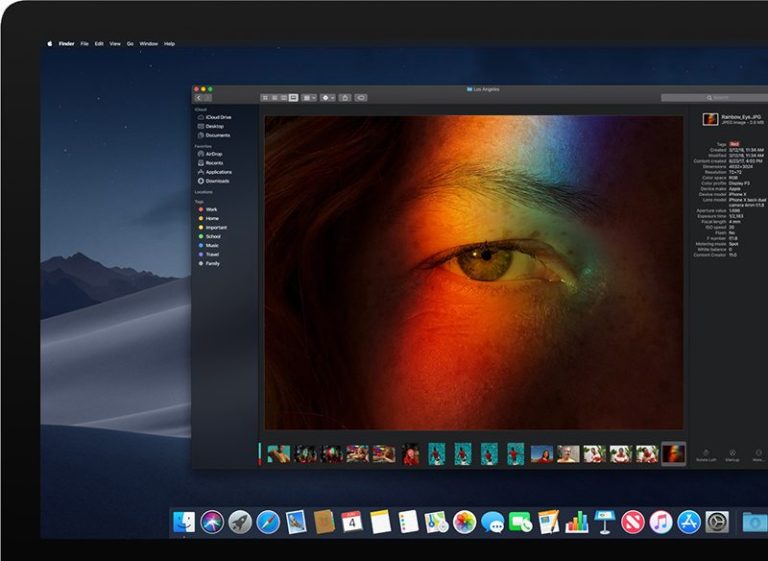 Finder File Edit View Go Window Help
Los Angeles
Search
iCloud
iCloud Drive
Desktop
Documents
Favorites
AirDrop
Recents
Applications
Downloads
Locations
Tags
Work
Home
Important
School
Music
Travel
Family
Rainbow_Eye.JPG
JPEG image - 2.9 MB
Tags Red
Created 3/12/18, 11:34 AM
Modified 3/12/18, 11:34 AM
Content created 8/23/17, 4:03 PM
Dimensions 4032×3024
Resolution 72×72
Color space RGB
Color profile Display P3
Device make Apple
Device model iPhone X
Lens model iPhone X back dual
camera 4mm f/1.8
Aperture value 1.696
Exposure time 1/2,183
Focal length 4 mm
ISO speed 20
Flash No
F number f/1.8
Metering mode Spot
White balance 0
Content Creator 11.0
Rotate Left Markup More...
JUN
4